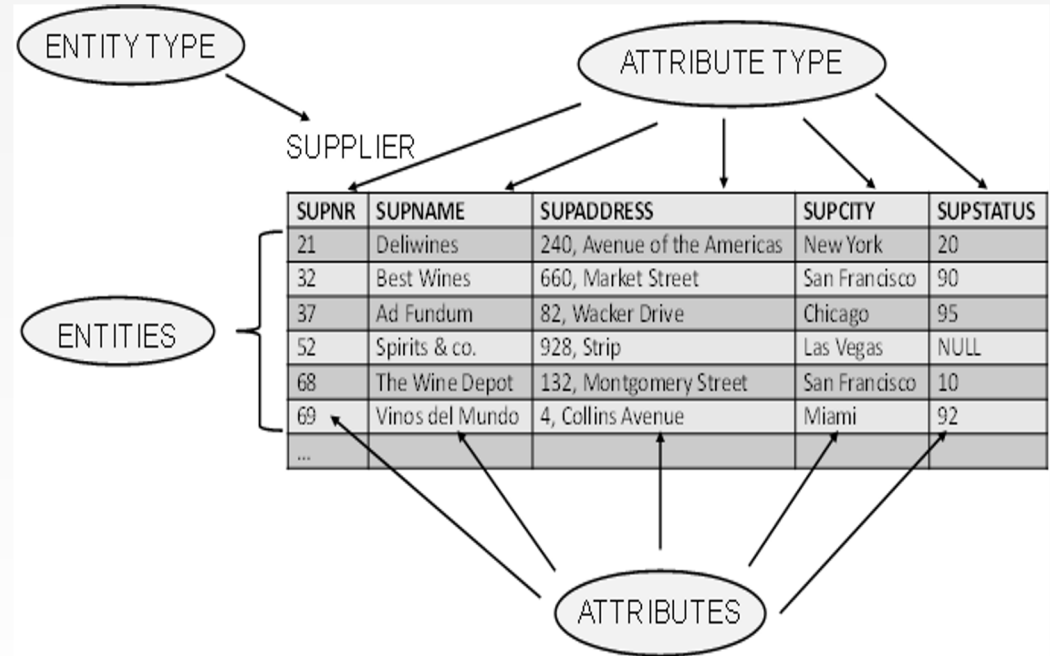 ENTITY TYPE
ATTRIBUTE TYPE
SUPPLIER
SUPNR SUPNAME SUPADDRESS SUPCITY SUPSTATUS
21 Deliwines 240, Avenue of the Americas New York 20
32 Best Wines 660, Market Street San Francisco 90
37 Ad Fundum 82, Wacker Drive Chicago 95
52 Spirits & co. 928, Strip Las Vegas NULL
68 The Wine Depot 132, Montgomery Street San Francisco 10
69 Vinos del Mundo 4, Collins Avenue Miami 92
...
ENTITIES
ATTRIBUTES